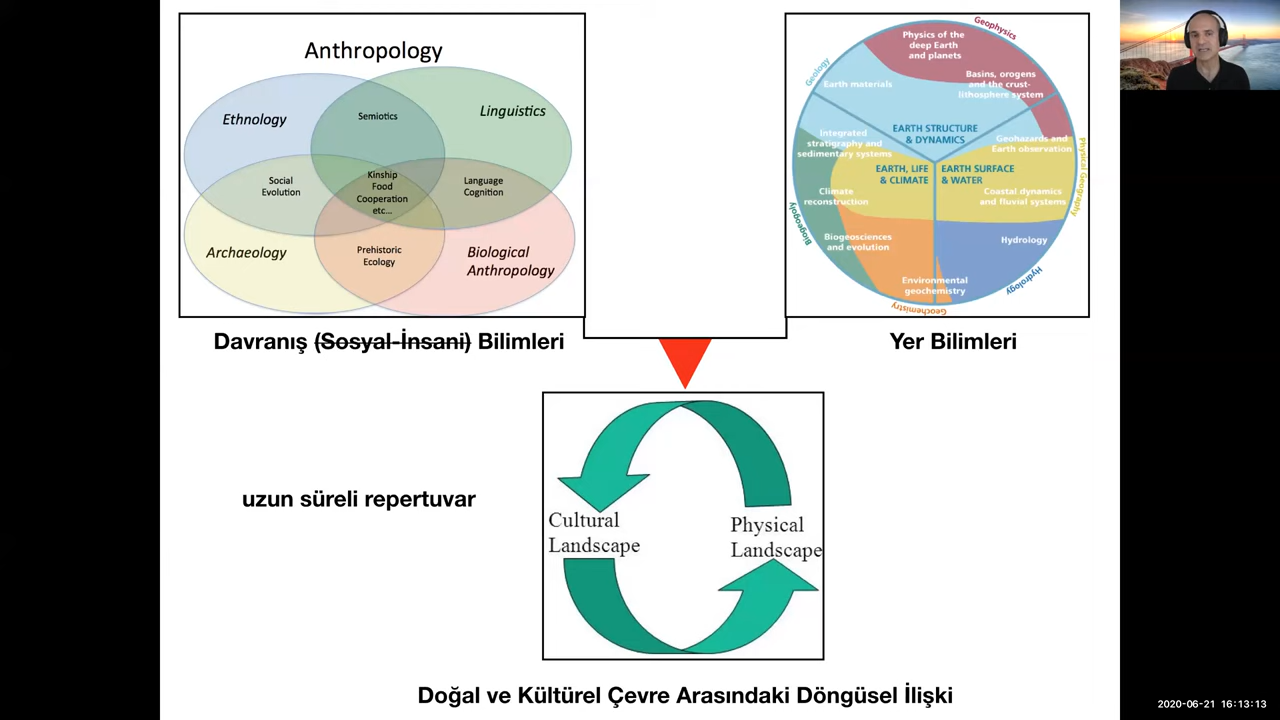 Anthropology
Ethnology
Semiotics
Linguistics
Social
Evolution
Kinship
Food
Cooperation
etc...
Language
Cognition
Archaeology
Prehistoric
Ecology
Biological
Anthropology
Geophysics
Geology
Physical Geography
Hydrology
Geochemistry
Biogeogoly
Physics of the
deep Earth
and planets
Earth materials
Basins, orogens
and the crust-
lithosphere system
EARTH STRUCTURE
& DYNAMICS
Integrated
stratigraphy and
sedimentary systems
Geohazards and
Earth observation
EARTH, LIFE
& CLIMATE
EARTH SURFACE
& WATER
Climate
reconstruction
Coastal dynamics
and fluvial systems
Biogeosciences
and evolution
Hydrology
Environmental
geochemistry
Davranış (Sosyal-İnsani) Bilimleri
Yer Bilimleri
uzun süreli repertuvar
Cultural
Landscape
Physical
Landscape
Doğal ve Kültürel Çevre Arasındaki Döngüsel İlişki
2020-06-21 16:13:13